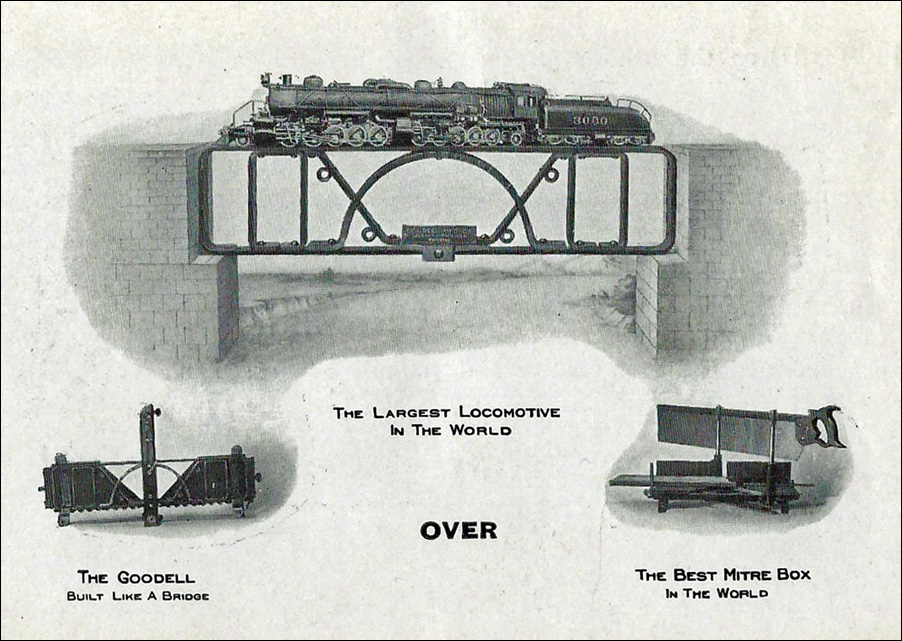 3000
THE LARGEST LOCOMOTIVE
IN THE WORLD
OVER
THE GOODELL
BUILT LIKE A BRIDGE
THE BEST MITRE BOX
IN THE WORLD